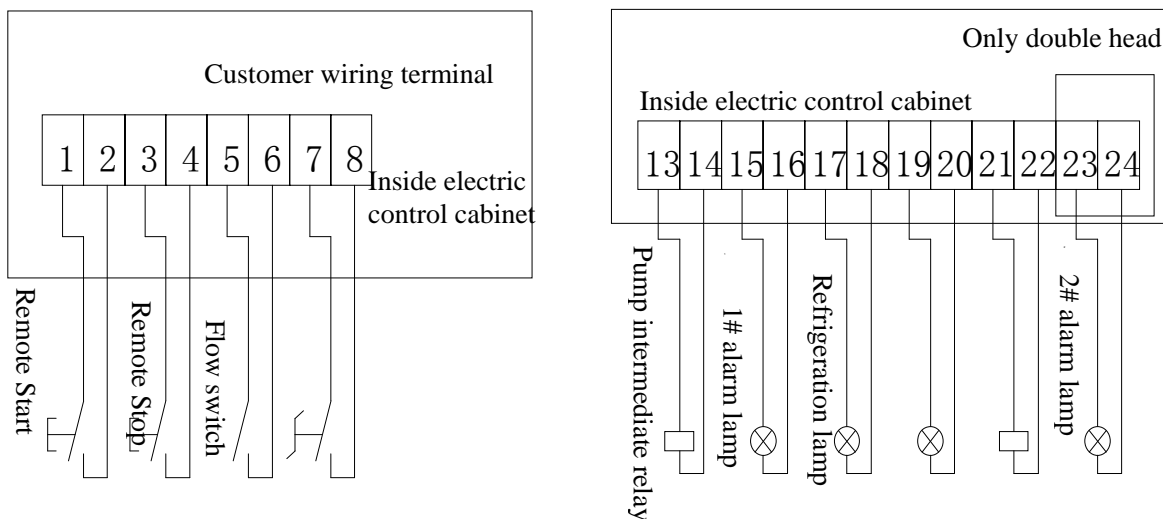 Customer wiring terminal
1 2 3 4 5 6 7 8
Inside electric
control cabinet
Remote Start
Remote Stop
Flow switch
Only double head
Inside electric control cabinet
13 14 15 16 17 18 19 20 21 22 23 24
Pump intermediate relay
1# alarm lamp
Refrigeration lamp
2# alarm lamp